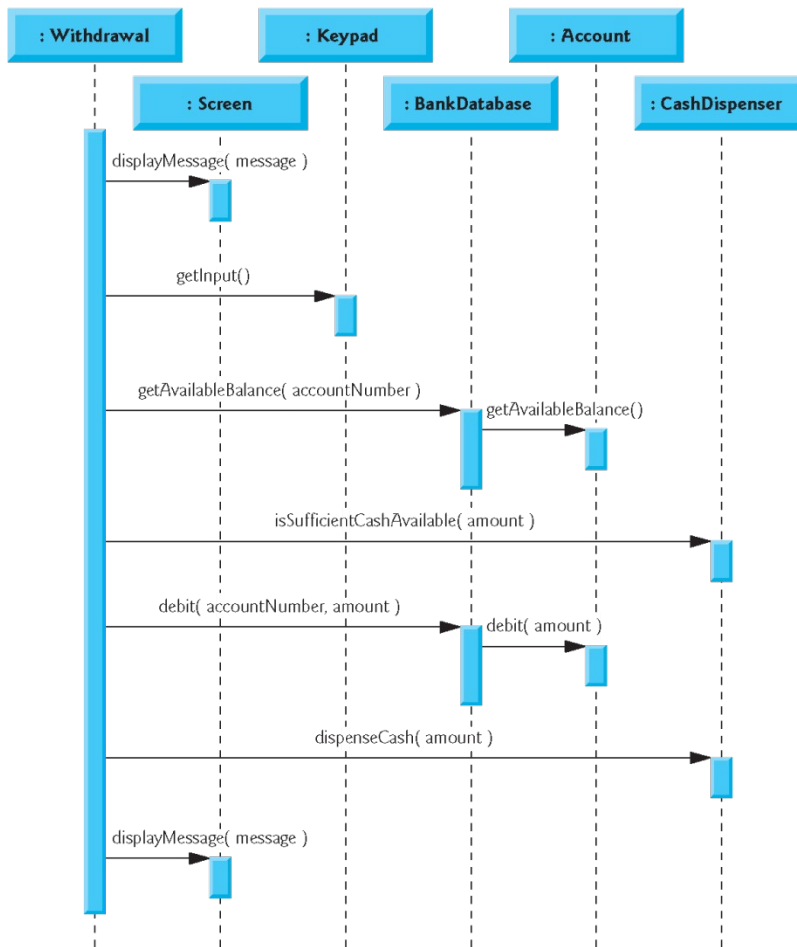 : Withdrawal
: Keypad
: Account
: Screen
: BankDatabase
: CashDispenser
displayMessage( message )
getInput()
getAvailableBalance( accountNumber )
getAvailableBalance()
isSufficientCashAvailable( amount )
debit( accountNumber, amount )
debit( amount )
dispenseCash( amount )
displayMessage( message )